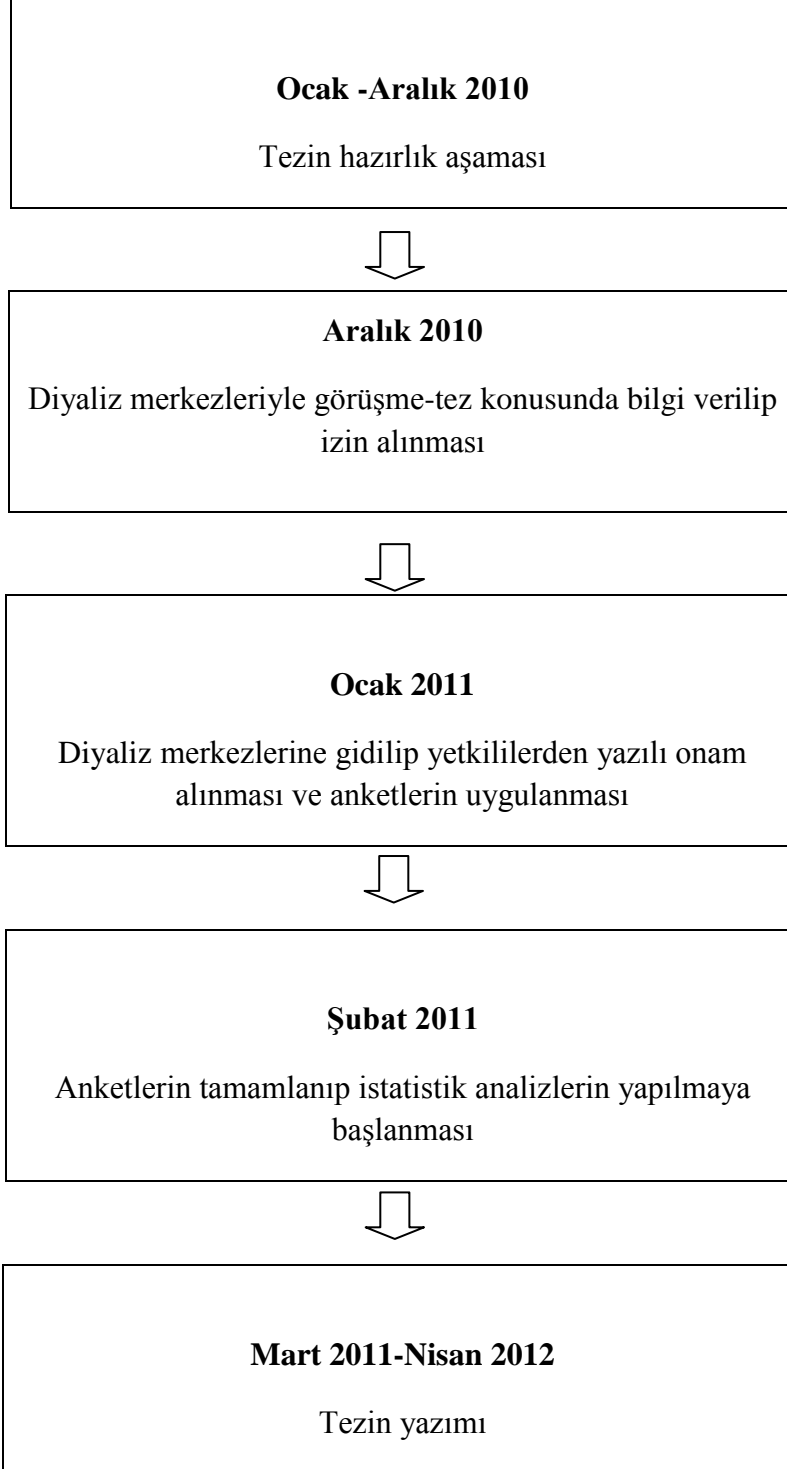 Ocak -Aralık 2010
Tezin hazırlık aşaması
Aralık 2010
Diyaliz merkezleriyle görüşme-tez konusunda bilgi verilip
izin alınması
Ocak 2011
Diyaliz merkezlerine gidilip yetkililerden yazılı onam
alınması ve anketlerin uygulanması
Şubat 2011
Anketlerin tamamlanıp istatistik analizlerin yapılmaya
başlanması
Mart 2011-Nisan 2012
Tezin yazımı